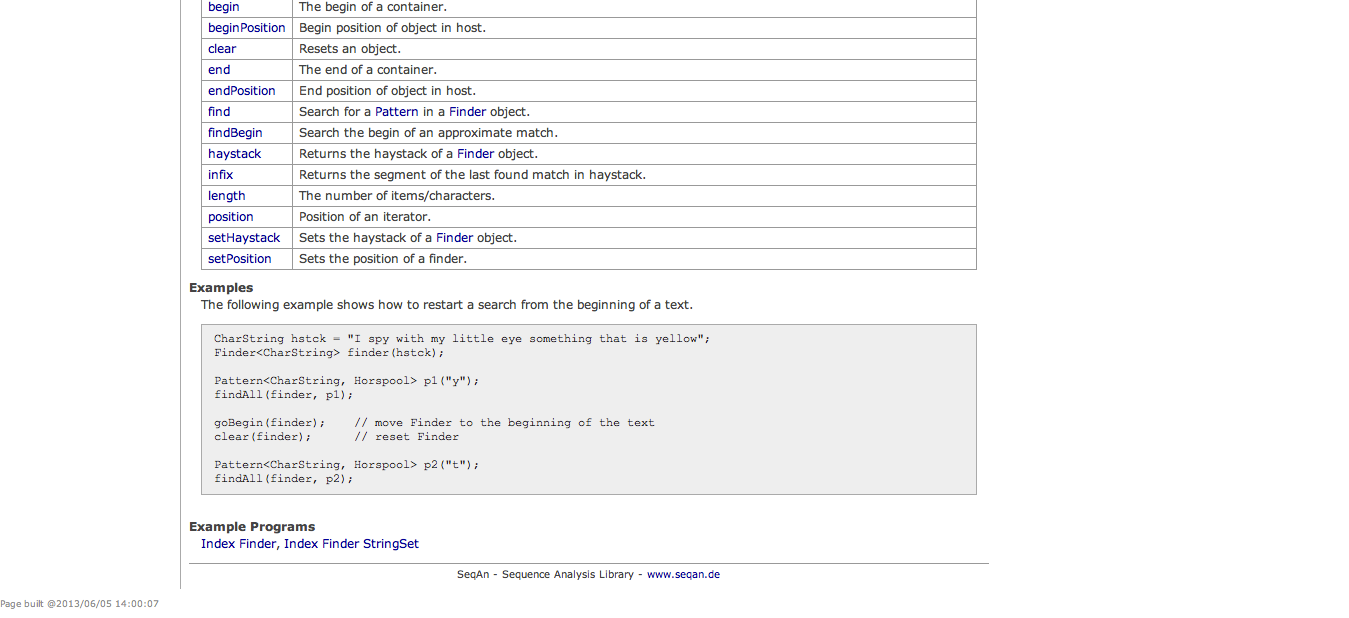 begin The begin of a container.
beginPosition Begin position of object in host.
clear Resets an object.
end The end of a container.
endPosition End position of object in host.
find Search for a Pattern in a Finder object.
findBegin Search the begin of an approximate match.
haystack Returns the haystack of a Finder object.
infix Returns the segment of the last found match in haystack.
length The number of items/characters.
position Position of an iterator.
setHaystack Sets the haystack of a Finder object.
setPosition Sets the position of a finder.
Examples
The following example shows how to restart a search from the beginning of a text.
CharString hstck = "I spy with my little eye something that is yellow";
Finder<CharString> finder(hstck);
Pattern<CharString, Horspool> p1("y");
findAll(finder, p1);
goBegin(finder);    // move Finder to the beginning of the text
clear(finder);      // reset Finder
Pattern<CharString, Horspool> p2("t");
findAll(finder, p2);
Example Programs
Index Finder, Index Finder StringSet
SeqAn - Sequence Analysis Library - www.seqan.de
Page built @2013/06/05 14:00:07